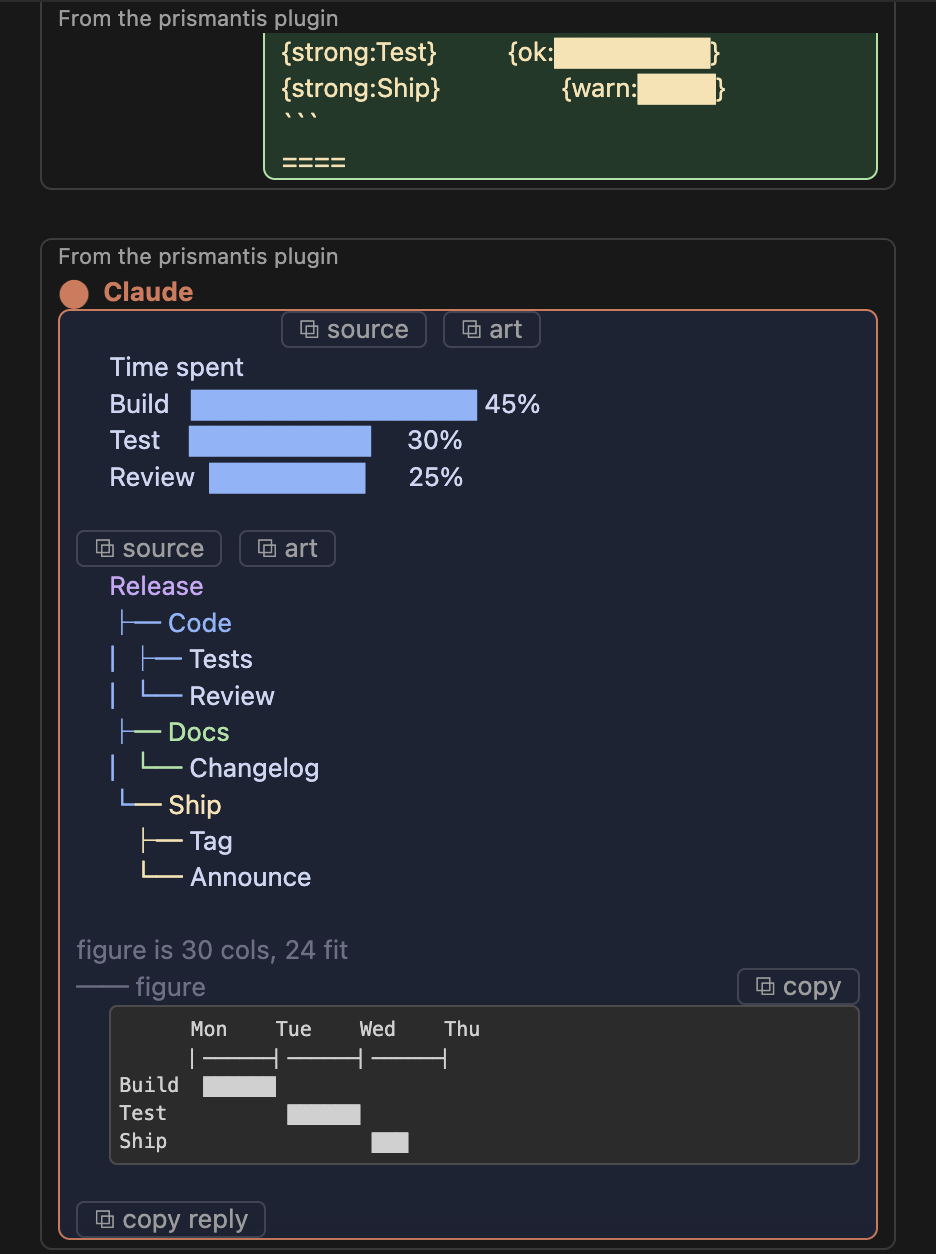 From the prismantis plugin
{strong:Test} {ok:██████}
{strong:Ship} {warn:███}
```
====
From the prismantis plugin
Claude
source art
Time spent
Build 45%
Test 30%
Review 25%
source art
Release
├── Code
│ ├── Tests
│ └── Review
├── Docs
│ └── Changelog
└── Ship
├── Tag
└── Announce
figure is 30 cols, 24 fit
─── figure copy
Mon Tue Wed Thu
Build
Test
Ship
copy reply